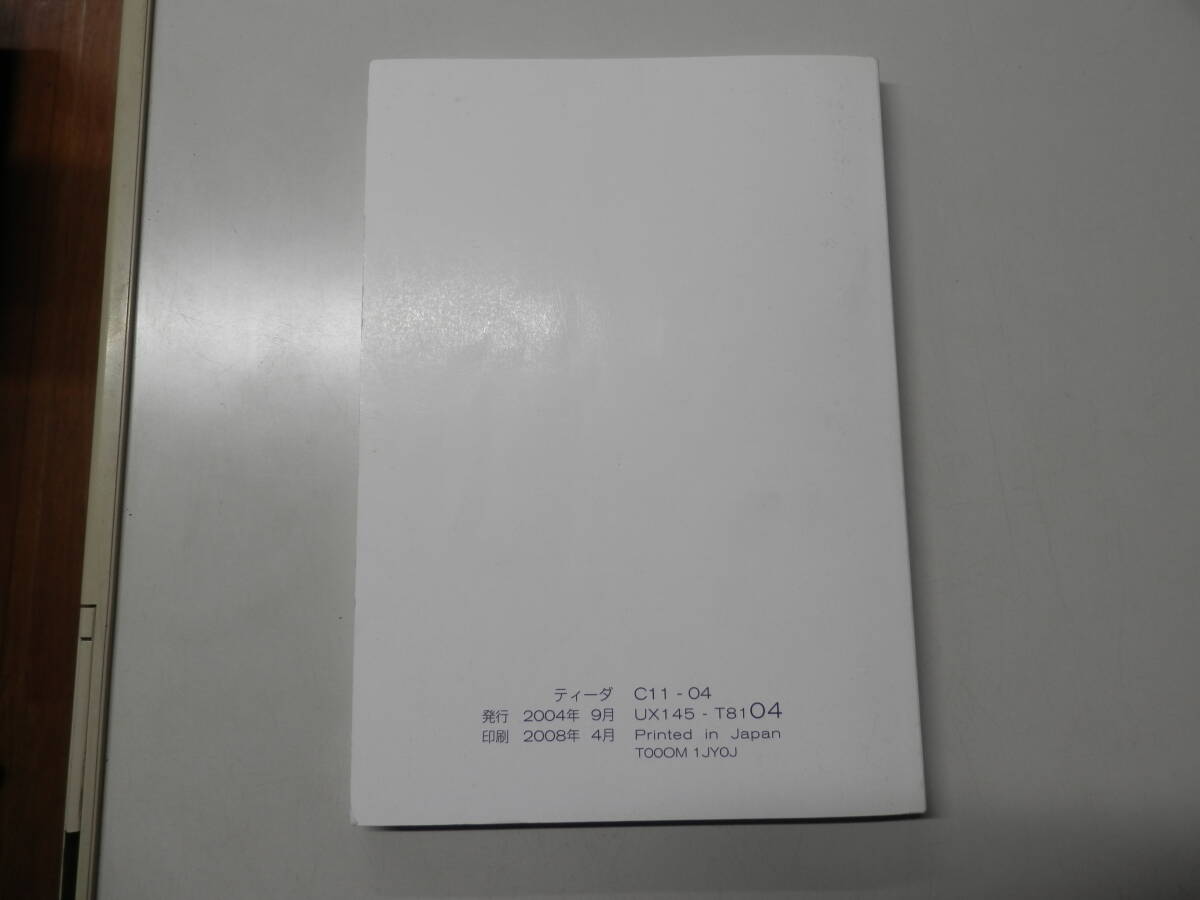 ティーダ C11 - 04
発行 2004年 9月 UX145 - T8104
印刷 2008年 4月 Printed in Japan
T00OM 1JY0J